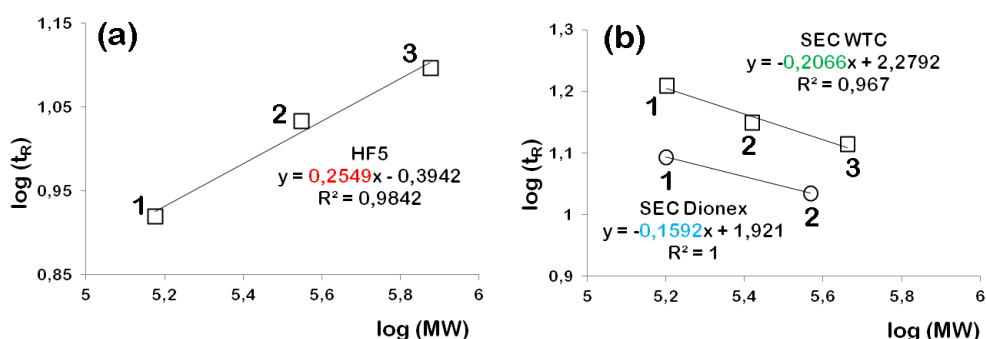 (a)
1,15
1,05
0,95
0,85
log (tR)
1
2
3
HF5
y = 0,2549x - 0,3942
R² = 0,9842
5
5,2
5,4
5,6
5,8
6
log (MW)
(b)
1,3
1,2
1,1
1
0,9
log (tR)
SEC WTC
y = -0,2066x + 2,2792
R² = 0,967
1
2
3
1
2
SEC Dionex
y = -0,1592x + 1,921
R² = 1
5
5,2
5,4
5,6
5,8
6
log (MW)